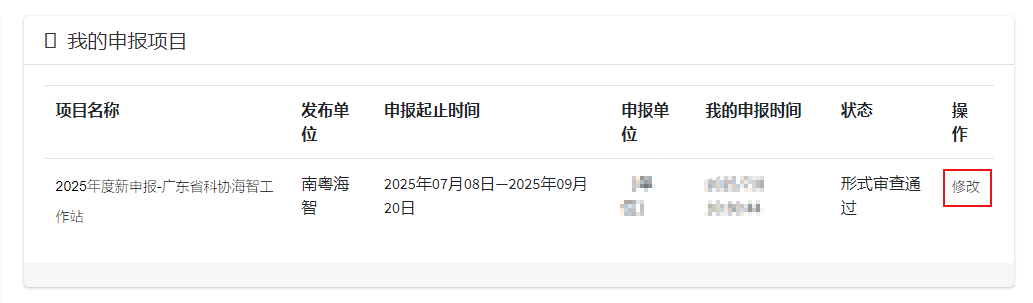 我的申报项目
项目名称 发布单 申报起止时间 申报单 我的申报时间 状态 操
位 位 作
2025年度新申报-广东省科协海智工 南粤海 2025年07月08日—2025年09月 形式审查通 修改
作站 智 20日 过